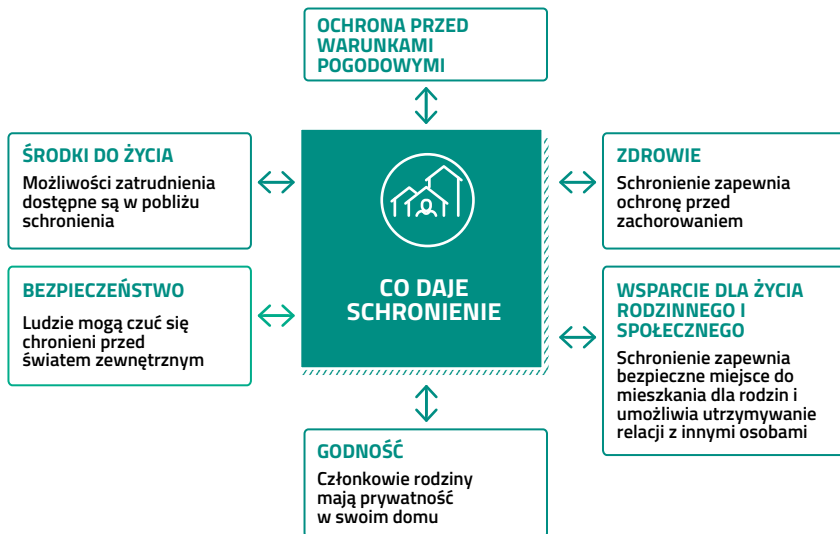 OCHRONA PRZED
WARUNKAMI
POGODOWYMI
ŚRODKI DO ŻYCIA
Możliwości zatrudnienia
dostępne są w pobliżu
schronienia
ZDROWIE
Schronienie zapewnia
ochronę przed
zachorowaniem
CO DAJE
SCHRONIENIE
BEZPIECZEŃSTWO
Ludzie mogą czuć się
chronieni przed
światem zewnętrznym
WSPARCIE DLA ŻYCIA
RODZINNEGO I
SPOŁECZNEGO
Schronienie zapewnia
bezpieczne miejsce do
mieszkania dla rodzin i
umożliwia utrzymywanie
relacji z innymi osobami
GODNOŚĆ
Członkowie rodziny
mają prywatność
w swoim domu